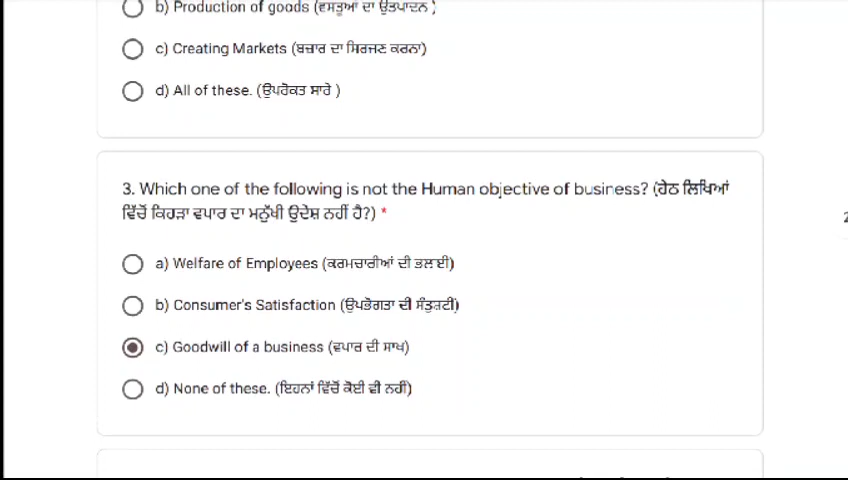 b) Production of goods (ਵਸਤੂਆਂ ਦਾ ਉਤਪਾਦਨ )
c) Creating Markets (ਬਜ਼ਾਰ ਦਾ ਸਿਰਜਣ ਕਰਨਾ)
d) All of these. (ਉਪਰੋਕਤ ਸਾਰੇ )
3. Which one of the following is not the Human objective of business? (ਹੇਠ ਲਿਖਿਆਂ
ਵਿੱਚੋਂ ਕਿਹੜਾ ਵਪਾਰ ਦਾ ਮਨੁੱਖੀ ਉਦੇਸ਼ ਨਹੀਂ ਹੈ?) *
a) Welfare of Employees (ਕਰਮਚਾਰੀਆਂ ਦੀ ਭਲਾਈ)
b) Consumer's Satisfaction (ਉਪਭੋਗਤਾ ਦੀ ਸੰਤੁਸ਼ਟੀ)
c) Goodwill of a business (ਵਪਾਰ ਦੀ ਸਾਖ)
d) None of these. (ਇਹਨਾਂ ਵਿੱਚੋਂ ਕੋਈ ਵੀ ਨਹੀਂ)